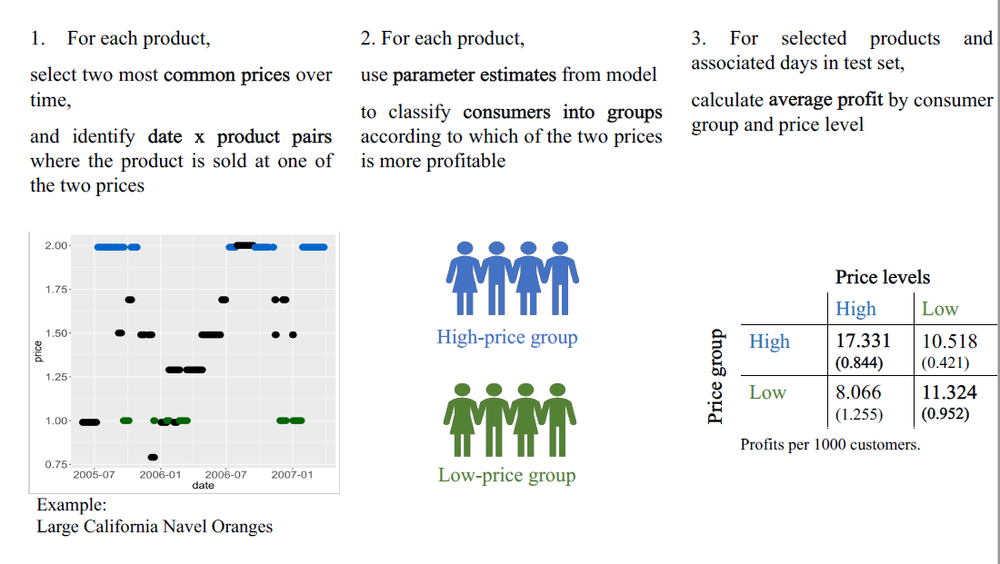 1. For each product,
select two most common prices over
time,
and identify date x product pairs
where the product is sold at one of
the two prices
2. For each product,
use parameter estimates from model
to classify consumers into groups
according to which of the two prices
is more profitable
3. For selected products and
associated days in test set,
calculate average profit by consumer
group and price level
2.00
1.75
1.50
1.25
1.00
0.75
price
2005-07 2006-01 2006-07 2007-01
date
Example:
Large California Navel Oranges
High-price group
Low-price group
Price levels
High Low
Price group
High 17.331 10.518
(0.844) (0.421)
Low 8.066 11.324
(1.255) (0.952)
Profits per 1000 customers.